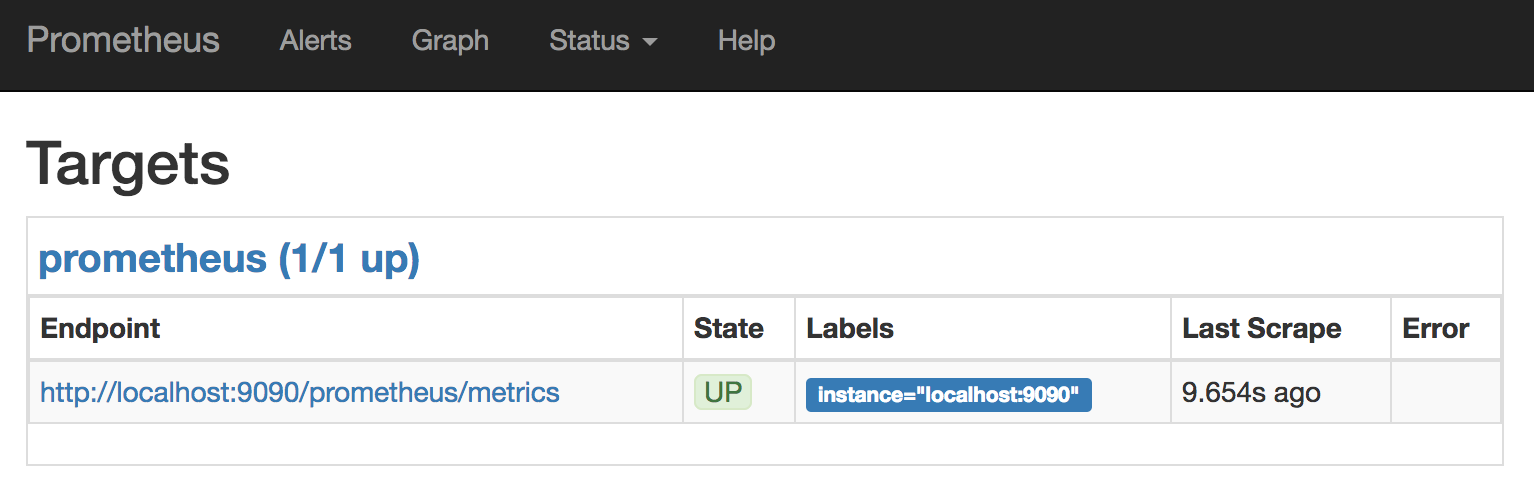 Prometheus Alerts Graph Status Help
Targets
prometheus (1/1 up)
Endpoint State Labels Last Scrape Error
http://localhost:9090/prometheus/metrics UP instance="localhost:9090" 9.654s ago